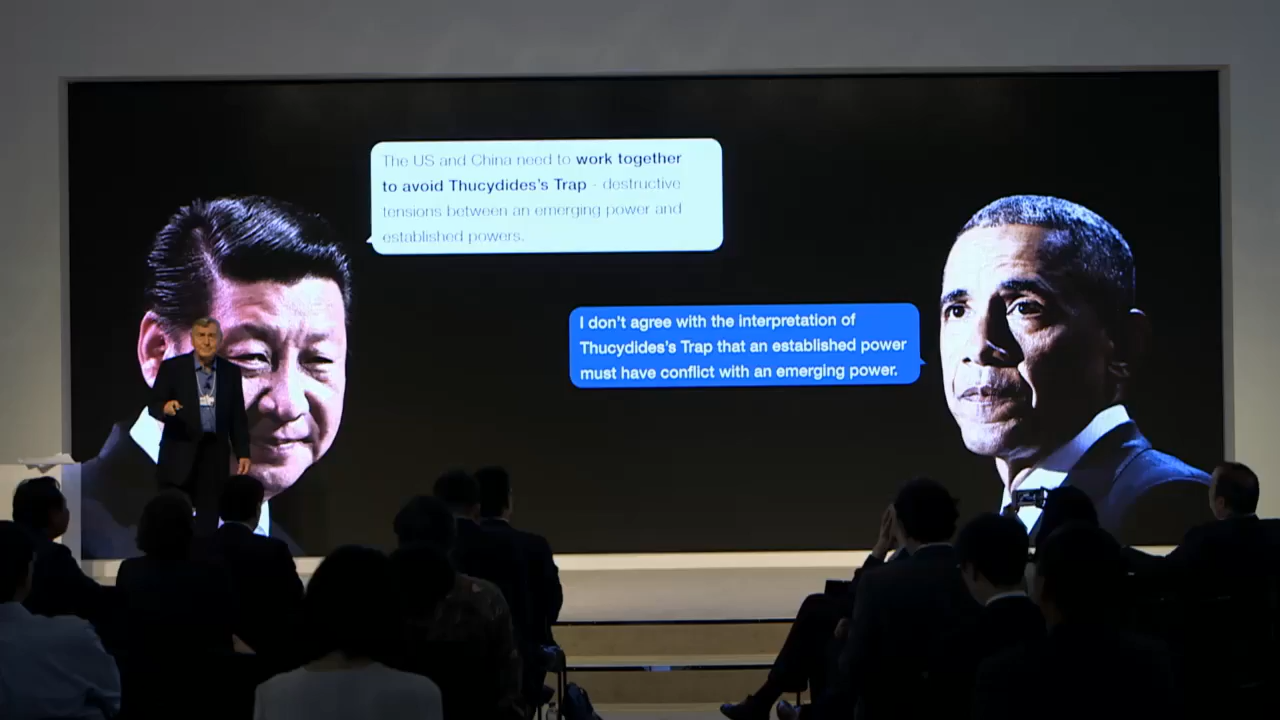 The US and China need to work together
to avoid Thucydides's Trap - destructive
tensions between an emerging power and
established powers.
I don't agree with the interpretation of
Thucydides's Trap that an established power
must have conflict with an emerging power.